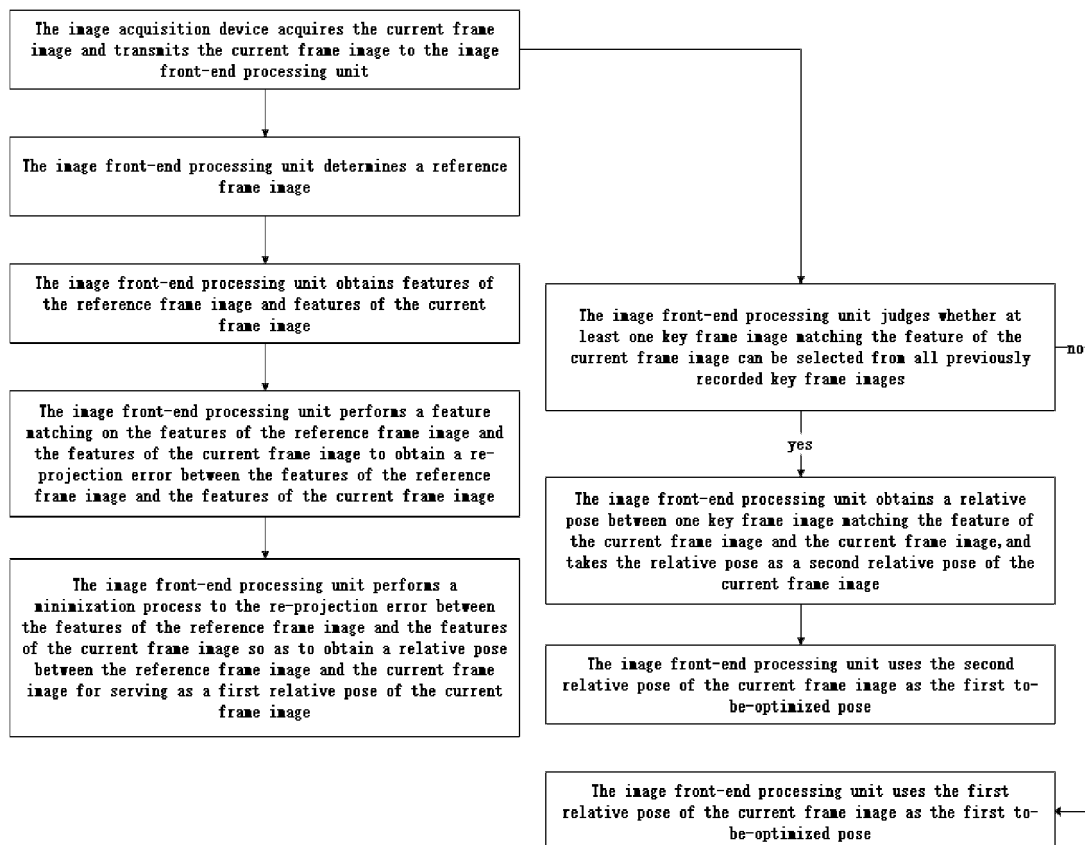 The image acquisition device acquires the current frame
image and transmits the current frame image to the image
front-end processing unit
The image front-end processing unit determines a reference
frame image
The image front-end processing unit obtains features of
the reference frame image and features of the current
frame image
The image front-end processing unit performs a feature
matching on the features of the reference frame image and
the features of the current frame image to obtain a re-
projection error between the features of the reference
frame image and the features of the current frame image
The image front-end processing unit performs a
minimization process to the re-projection error between
the features of the reference frame image and the features
of the current frame image so as to obtain a relative pose
between the reference frame image and the current frame
image for serving as a first relative pose of the current
frame image
The image front-end processing unit judges whether at
least one key frame image matching the feature of the
current frame image can be selected from all previously
recorded key frame images
no
yes
The image front-end processing unit obtains a relative
pose between one key frame image matching the feature of
the current frame image and the current frame image,and
takes the relative pose as a second relative pose of the
current frame image
The image front-end processing unit uses the second
relative pose of the current frame image as the first to-
be-optimized pose
The image front-end processing unit uses the first
relative pose of the current frame image as the first to-
be-optimized pose